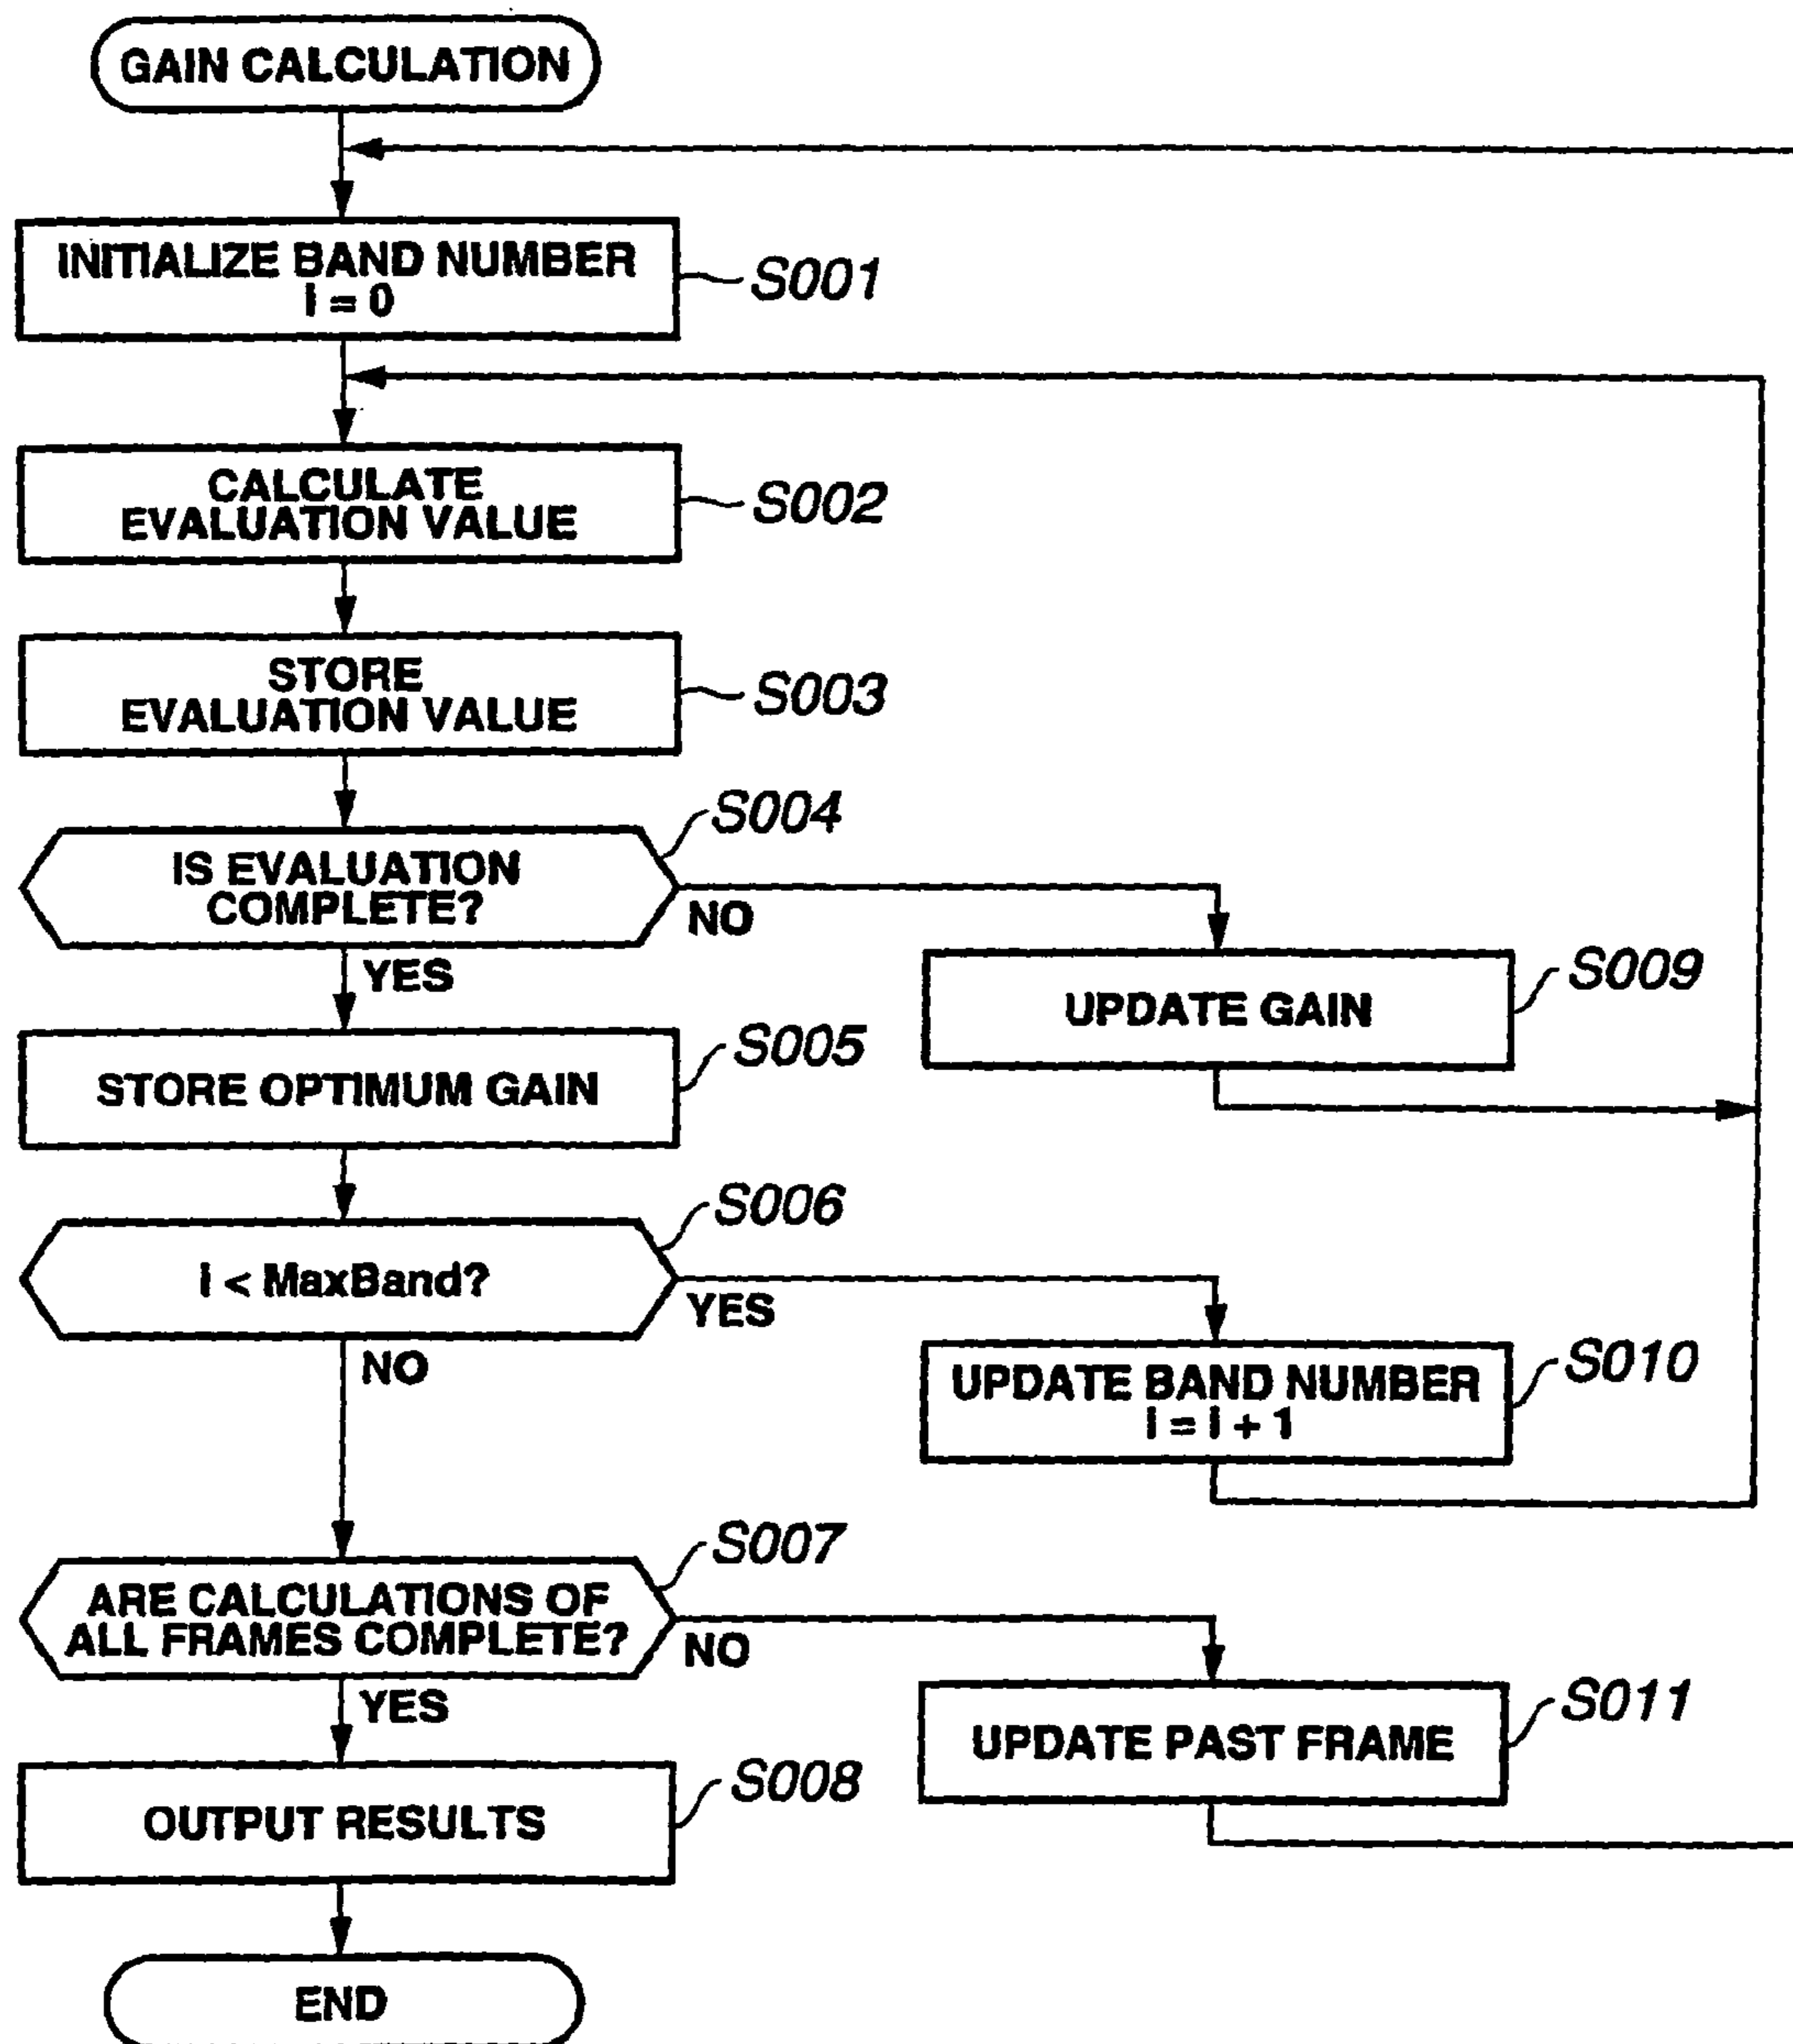 GAIN CALCULATION
INITIALIZE BAND NUMBER
i = 0
S001
CALCULATE
EVALUATION VALUE
S002
STORE
EVALUATION VALUE
S003
IS EVALUATION
COMPLETE?
S004
NO
YES
UPDATE GAIN
S009
STORE OPTIMUM GAIN
S005
i < MaxBand?
S006
YES
NO
UPDATE BAND NUMBER
i = i + 1
S010
ARE CALCULATIONS OF
ALL FRAMES COMPLETE?
S007
NO
YES
UPDATE PAST FRAME
S011
OUTPUT RESULTS
S008
END